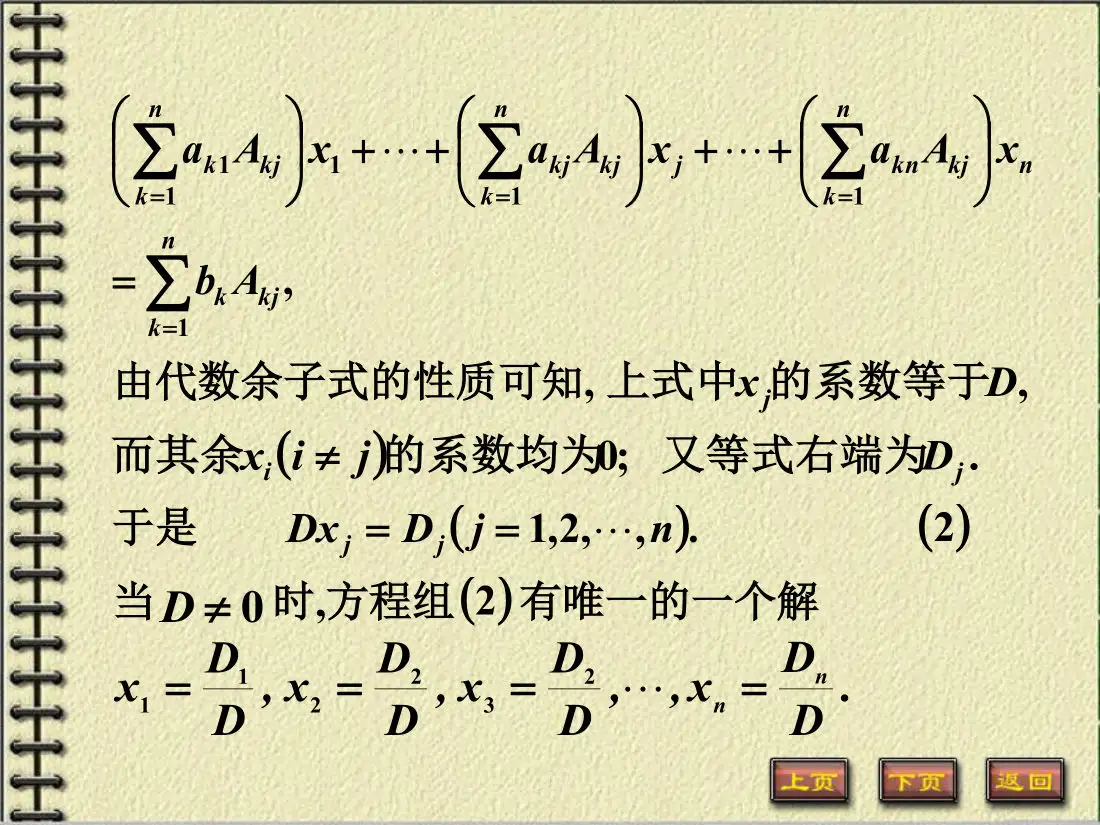 (∑_{k=1}^{n} a_{k1} A_{kj}) x_1 + ⋯ + (∑_{k=1}^{n} a_{kj} A_{kj}) x_j + ⋯ + (∑_{k=1}^{n} a_{kn} A_{kj}) x_n
= ∑_{k=1}^{n} b_k A_{kj},
由代数余子式的性质可知, 上式中x_j的系数等于D,
而其余x_i(i ≠ j)的系数均为0; 又等式右端为D_j.
于是 Dx_j = D_j (j = 1,2,⋯,n). (2)
当 D ≠ 0 时,方程组(2)有唯一的一个解
x_1 = D_1/D, x_2 = D_2/D, x_3 = D_2/D,⋯, x_n = D_n/D.
上页 下页 返回